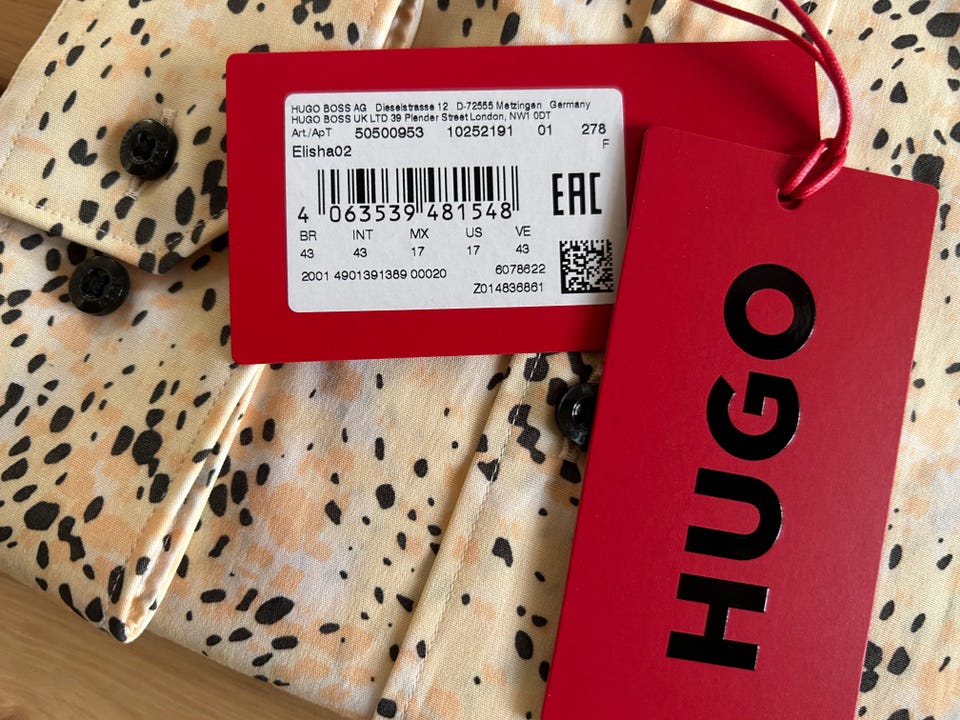 HUGO BOSS AG Dieselstrasse 12 D-72555 Metzingen Germany
HUGO BOSS UK LTD 39 Plender Street London, NW1 0DT
Art./ApT 50500953 10252191 01 278
F
Elisha02
4 063539 481548
EAC
BR INT MX US VE
43 43 17 17 43
2001 4901391389 00020 6078622
Z014836861
HUGO